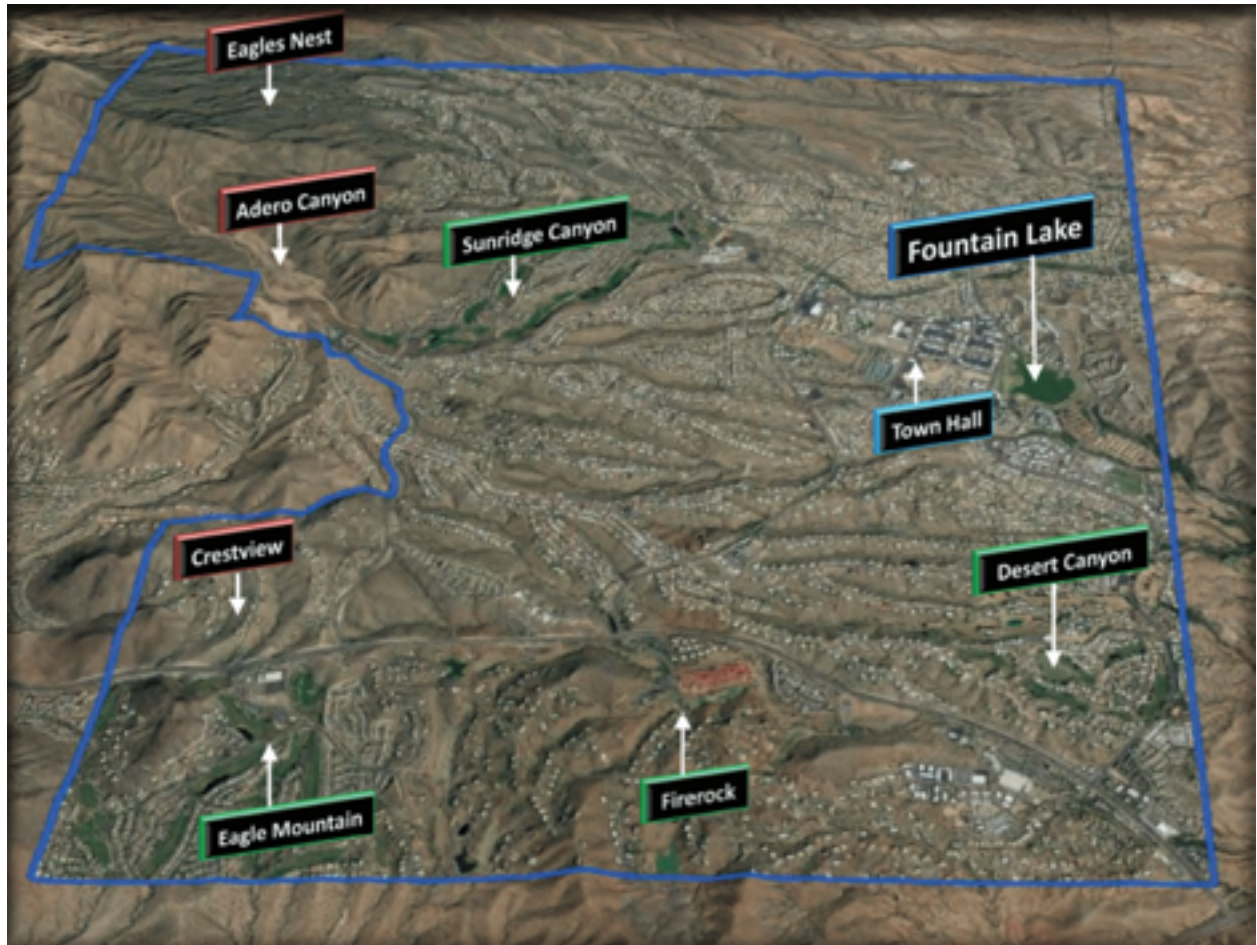 Eagles Nest
Adero Canyon
Sunridge Canyon
Fountain Lake
Town Hall
Crestview
Desert Canyon
Eagle Mountain
Firerock